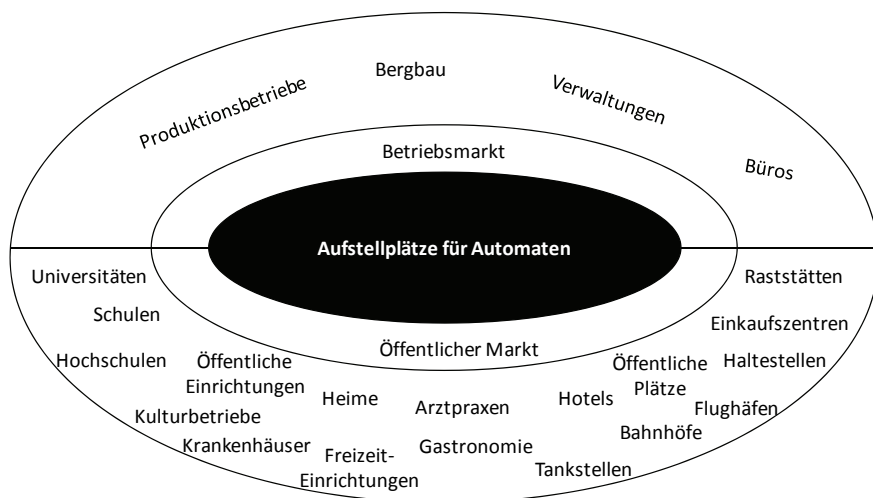 Bergbau
Produktionsbetriebe
Verwaltungen
Betriebsmarkt
Büros
Aufstellplätze für Automaten
Universitäten
Raststätten
Schulen
Einkaufszentren
Öffentlicher Markt
Hochschulen
Öffentliche
Einrichtungen
Öffentliche
Plätze
Haltestellen
Heime
Arztpraxen
Hotels
Flughäfen
Kulturbetriebe
Bahnhöfe
Krankenhäuser
Gastronomie
Freizeit-
Einrichtungen
Tankstellen